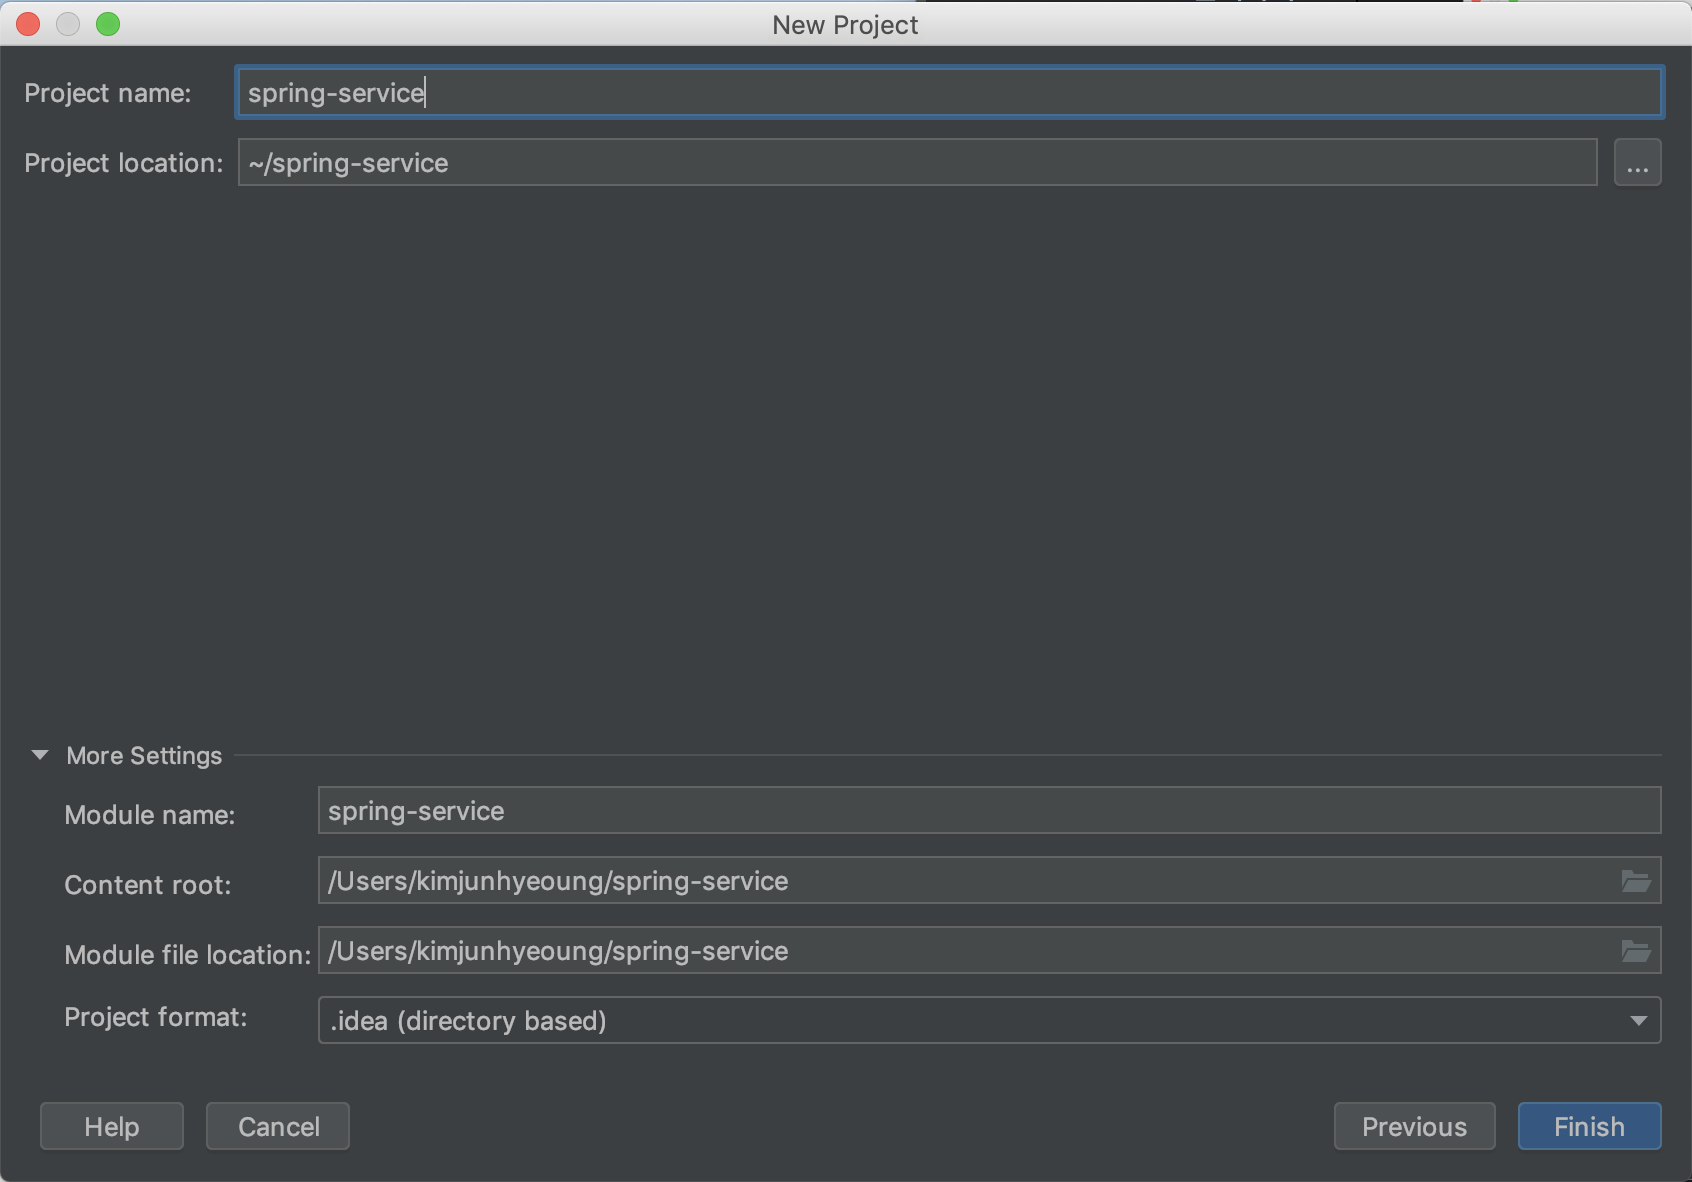 New Project
Project name: spring-service
Project location: ~/spring-service ...
More Settings
Module name: spring-service
Content root: /Users/kimjunhyeoung/spring-service
Module file location: /Users/kimjunhyeoung/spring-service
Project format: .idea (directory based)
Help Cancel Previous Finish